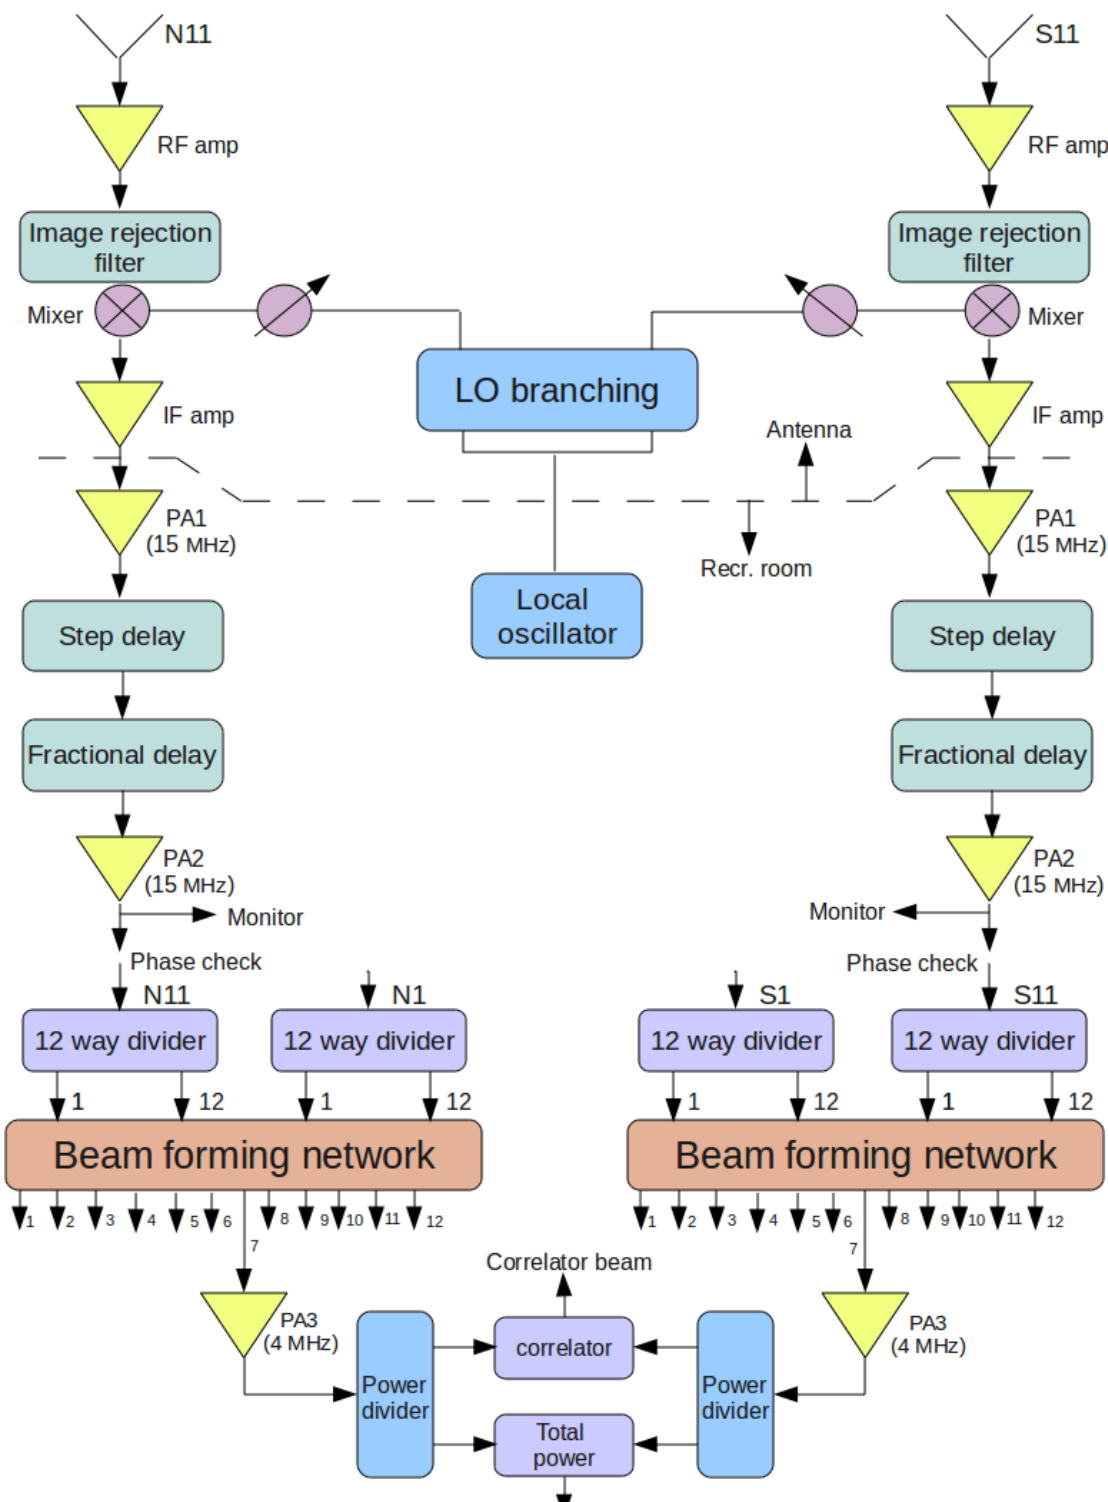 N11
S11
RF amp
RF amp
Image rejection
filter
Image rejection
filter
Mixer
Mixer
LO branching
IF amp
IF amp
Antenna
PA1
(15 MHz)
PA1
(15 MHz)
Recr. room
Local
oscillator
Step delay
Step delay
Fractional delay
Fractional delay
PA2
(15 MHz)
PA2
(15 MHz)
Monitor
Monitor
Phase check
Phase check
N11
N1
S1
S11
12 way divider
12 way divider
12 way divider
12 way divider
1 12 1 12
1 12 1 12
Beam forming network
Beam forming network
1 2 3 4 5 6 7 8 9 10 11 12
1 2 3 4 5 6 7 8 9 10 11 12
Correlator beam
PA3
(4 MHz)
PA3
(4 MHz)
correlator
Power
divider
Power
divider
Total
power